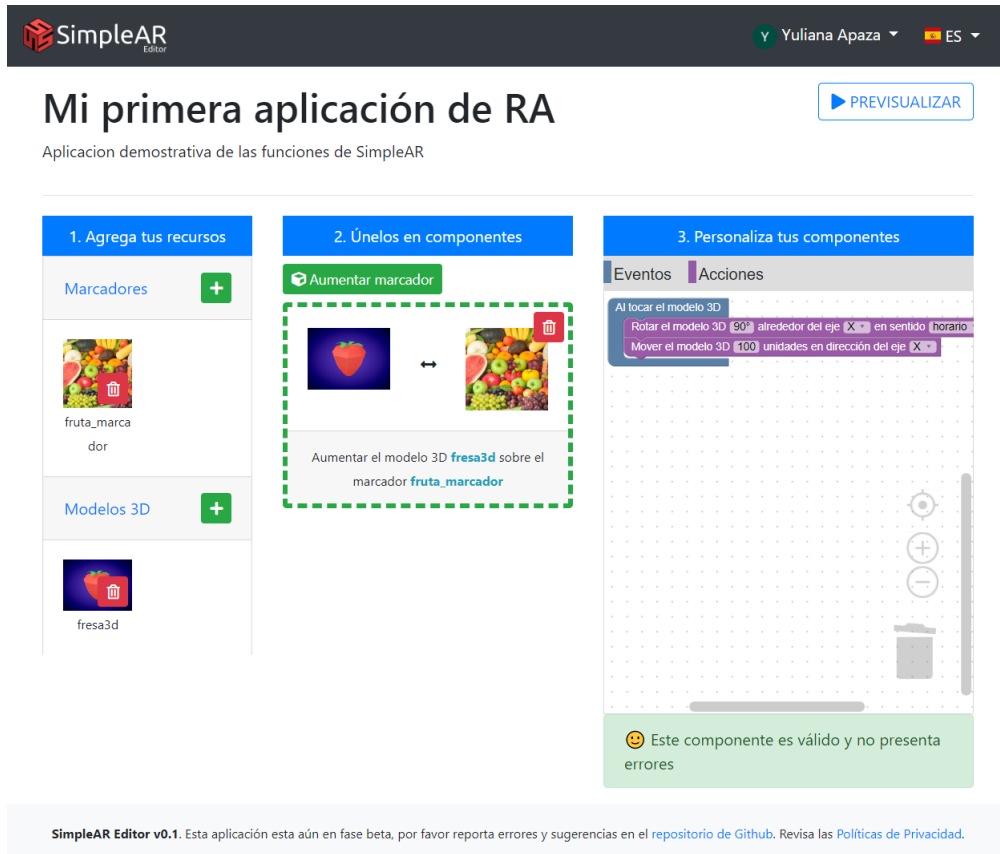 SimpleAR
Editor
Y Yuliana Apaza
ES
Mi primera aplicación de RA
PREVISUALIZAR
Aplicacion demostrativa de las funciones de SimpleAR
1. Agrega tus recursos
2. Únelos en componentes
3. Personaliza tus componentes
Marcadores
+
fruta_marca
dor
Modelos 3D
+
fresa3d
Aumentar marcador
Aumentar el modelo 3D fresa3d sobre el
marcador fruta_marcador
Eventos Acciones
Al tocar el modelo 3D
Rotar el modelo 3D 90° alrededor del eje X en sentido horario
Mover el modelo 3D 100 unidades en dirección del eje X
Este componente es válido y no presenta
errores
SimpleAR Editor v0.1. Esta aplicación esta aún en fase beta, por favor reporta errores y sugerencias en el repositorio de Github. Revisa las Políticas de Privacidad.